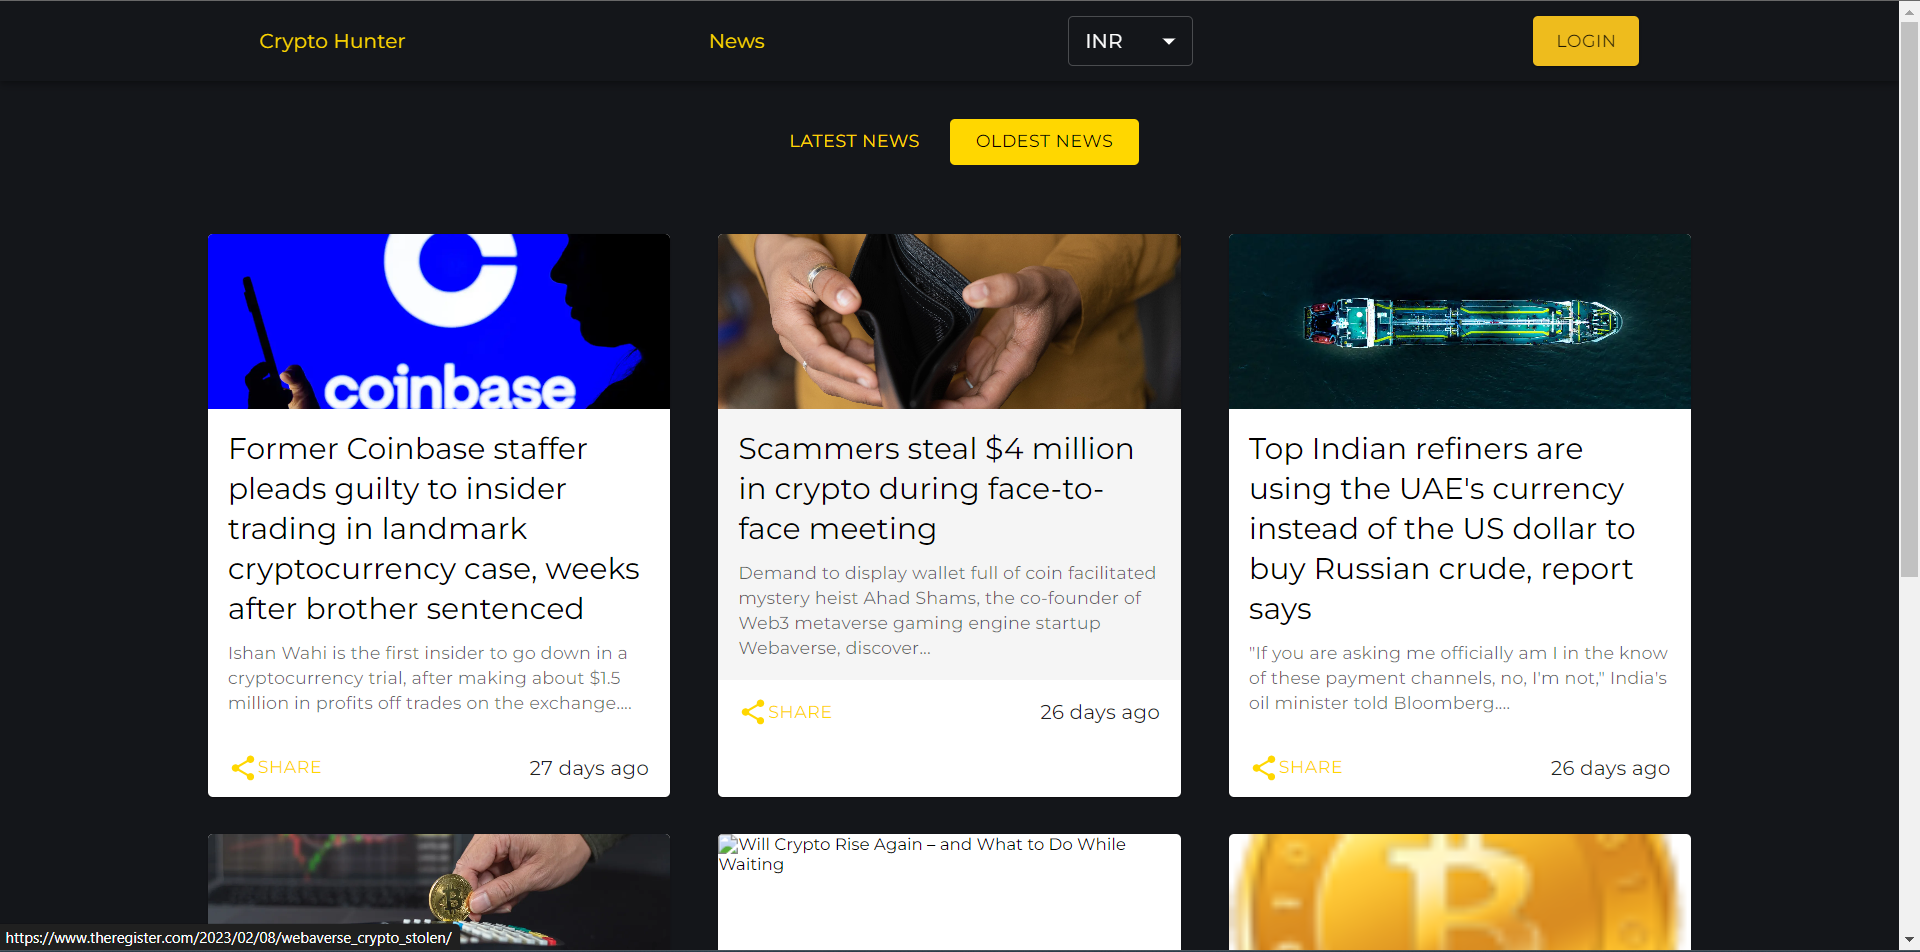 Crypto Hunter
News
INR
LOGIN
LATEST NEWS
OLDEST NEWS
coinbase
Former Coinbase staffer
pleads guilty to insider
trading in landmark
cryptocurrency case, weeks
after brother sentenced
Ishan Wahi is the first insider to go down in a
cryptocurrency trial, after making about $1.5
million in profits off trades on the exchange....
SHARE
27 days ago
Scammers steal $4 million
in crypto during face-to-
face meeting
Demand to display wallet full of coin facilitated
mystery heist Ahad Shams, the co-founder of
Web3 metaverse gaming engine startup
Webaverse, discover...
SHARE
26 days ago
Top Indian refiners are
using the UAE's currency
instead of the US dollar to
buy Russian crude, report
says
"If you are asking me officially am I in the know
of these payment channels, no, I'm not," India's
oil minister told Bloomberg....
SHARE
26 days ago
Will Crypto Rise Again – and What to Do While
Waiting
https://www.theregister.com/2023/02/08/webaverse_crypto_stolen/